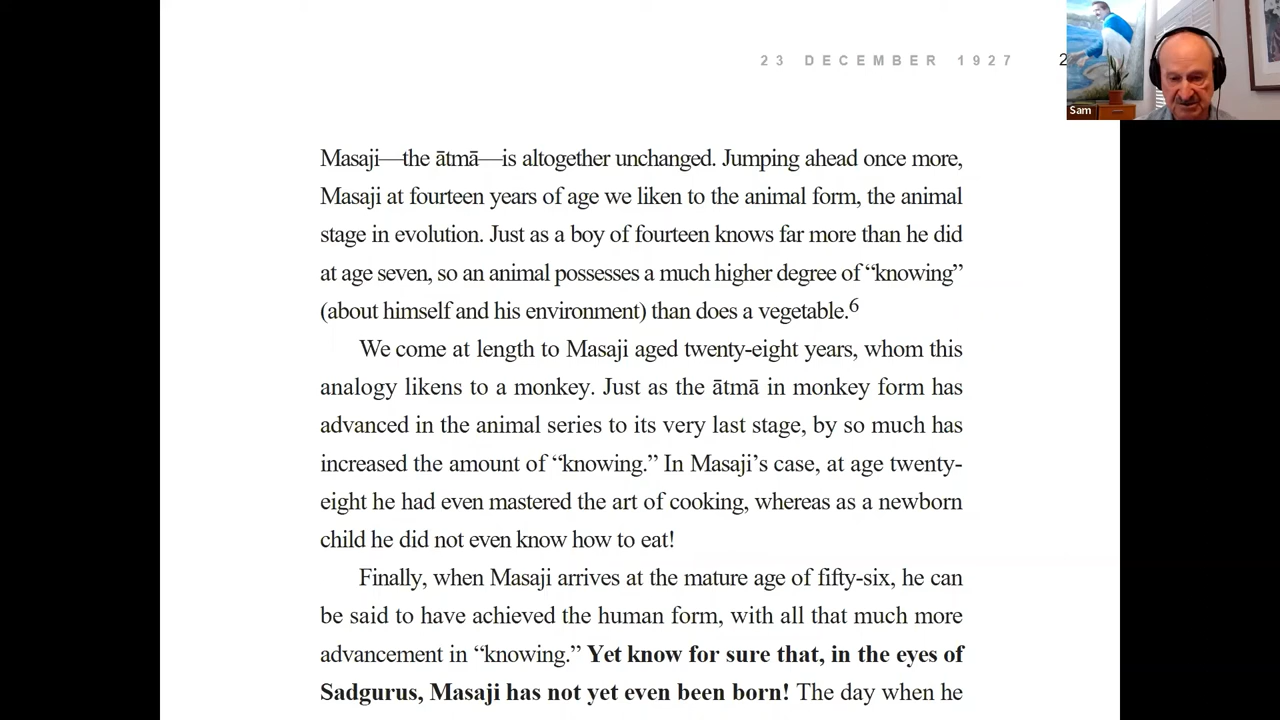 23 DECEMBER 1927
2
Sam
Masaji—the ātmā—is altogether unchanged. Jumping ahead once more,
Masaji at fourteen years of age we liken to the animal form, the animal
stage in evolution. Just as a boy of fourteen knows far more than he did
at age seven, so an animal possesses a much higher degree of “knowing”
(about himself and his environment) than does a vegetable.6
We come at length to Masaji aged twenty-eight years, whom this
analogy likens to a monkey. Just as the ātmā in monkey form has
advanced in the animal series to its very last stage, by so much has
increased the amount of “knowing.” In Masaji’s case, at age twenty-
eight he had even mastered the art of cooking, whereas as a newborn
child he did not even know how to eat!
Finally, when Masaji arrives at the mature age of fifty-six, he can
be said to have achieved the human form, with all that much more
advancement in “knowing.” Yet know for sure that, in the eyes of
Sadgurus, Masaji has not yet even been born! The day when he